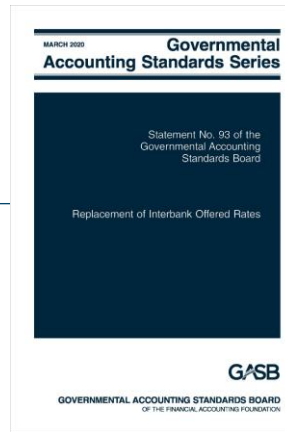 MARCH 2020
Governmental
Accounting Standards Series
Statement No. 93 of the
Governmental Accounting
Standards Board
Replacement of Interbank Offered Rates
GASB
GOVERNMENTAL ACCOUNTING STANDARDS BOARD
OF THE FINANCIAL ACCOUNTING FOUNDATION